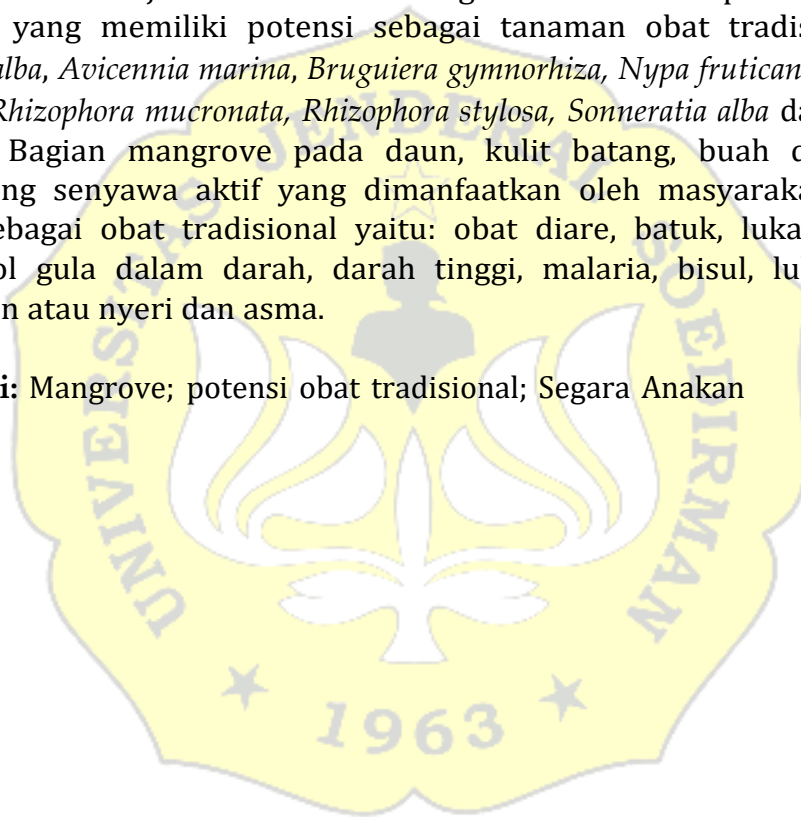 yang memiliki potensi sebagai tanaman obat tradis
alba, Avicennia marina, Bruguiera gymnorhiza, Nypa frutican
Rhizophora mucronata, Rhizophora stylosa, Sonneratia alba da
Bagian mangrove pada daun, kulit batang, buah d
ng senyawa aktif yang dimanfaatkan oleh masyaraka
ebagai obat tradisional yaitu: obat diare, batuk, luka
ol gula dalam darah, darah tinggi, malaria, bisul, lu
n atau nyeri dan asma.
i: Mangrove; potensi obat tradisional; Segara Anakan
UNIVERSITAS JENDERAL SOEDIRMAN
1963